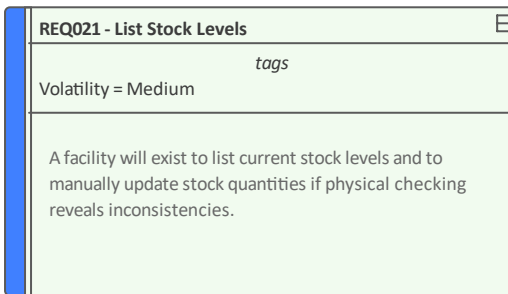 REQ021 - List Stock Levels
tags
Volatility = Medium
A facility will exist to list current stock levels and to
manually update stock quantities if physical checking
reveals inconsistencies.